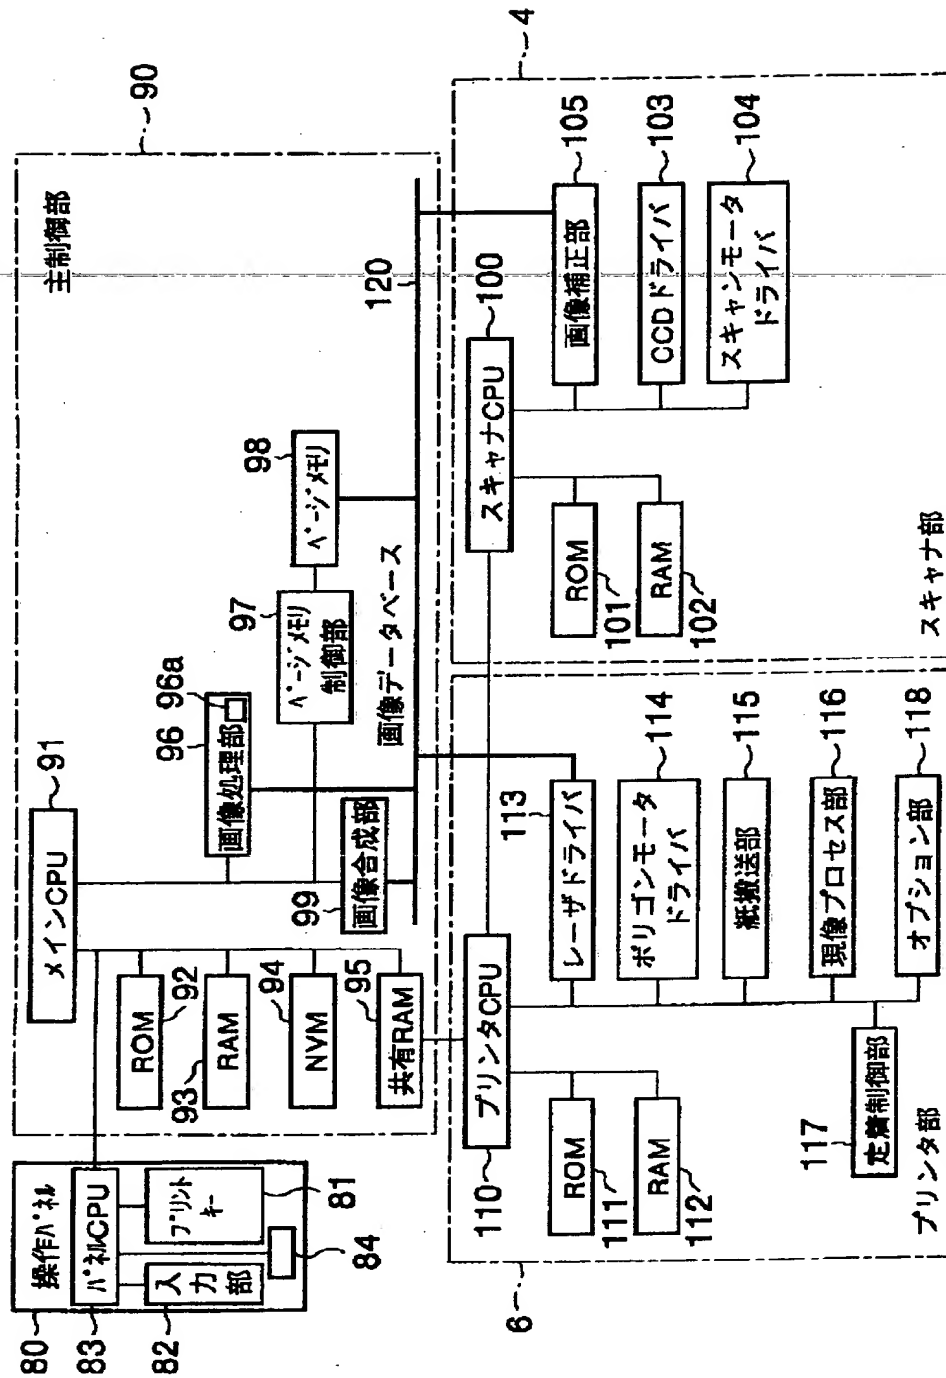 90
主制御部
91
メインCPU
96
96a
画像処理部
97
ページメモリ
制御部
98
ページメモリ
99
画像合成部
画像データベース
120
ROM
92
RAM
93
NVM
94
共有RAM
95
80
操作パネル
83
パネルCPU
82
入力部
プリント
キー
81
84
6
プリンタCPU
110
ROM
111
RAM
112
レーザドライバ
113
ポリゴンモータ
ドライバ
114
紙搬送部
115
現像プロセス部
116
定着制御部
117
オプション部
118
プリンタ部
4
スキャナCPU
100
ROM
101
RAM
102
画像補正部
105
CCDドライバ
103
スキャンモータ
ドライバ
104
スキャナ部